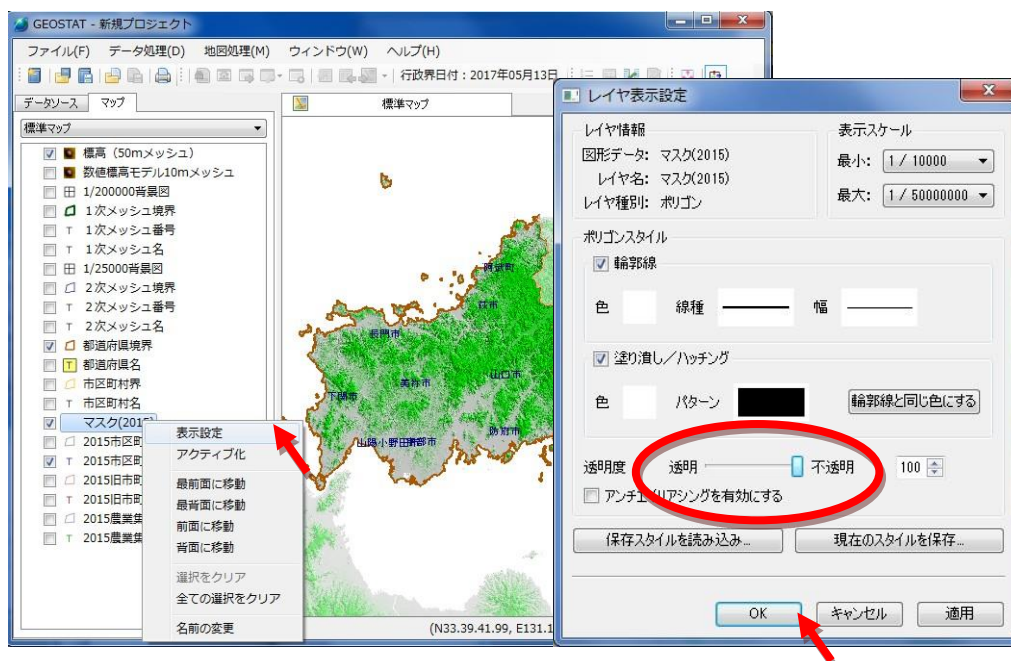 GEOSTAT - 新規プロジェクト
ファイル(F) データ処理(D) 地図処理(M) ウィンドウ(W) ヘルプ(H)
行政界日付：2017年05月13日
データソース マップ
標準マップ
標準マップ
標高（50mメッシュ）
数値標高モデル10mメッシュ
1/200000背景図
1次メッシュ境界
T 1次メッシュ番号
T 1次メッシュ名
1/25000背景図
2次メッシュ境界
T 2次メッシュ番号
T 2次メッシュ名
都道府県境界
T 都道府県名
市区町村界
T 市区町村名
マスク(2015)
2015市区町
T 2015市区町
2015旧市町
T 2015旧市町
2015農業集
T 2015農業集
表示設定
アクティブ化
最前面に移動
最背面に移動
前面に移動
背面に移動
選択をクリア
全ての選択をクリア
名前の変更
阿武町
萩市
長門市
美祢市
山口市
下関市
防府市
山陽小野田市
(N33.39.41.99, E131.1
レイヤ表示設定
レイヤ情報
図形データ: マスク(2015)
レイヤ名: マスク(2015)
レイヤ種別: ポリゴン
表示スケール
最小: 1 / 10000
最大: 1 / 50000000
ポリゴンスタイル
輪郭線
色 線種 幅
塗り潰し／ハッチング
色 パターン 輪郭線と同じ色にする
透明度 透明 不透明 100
アンチエイリアシングを有効にする
保存スタイルを読み込み... 現在のスタイルを保存...
OK キャンセル 適用